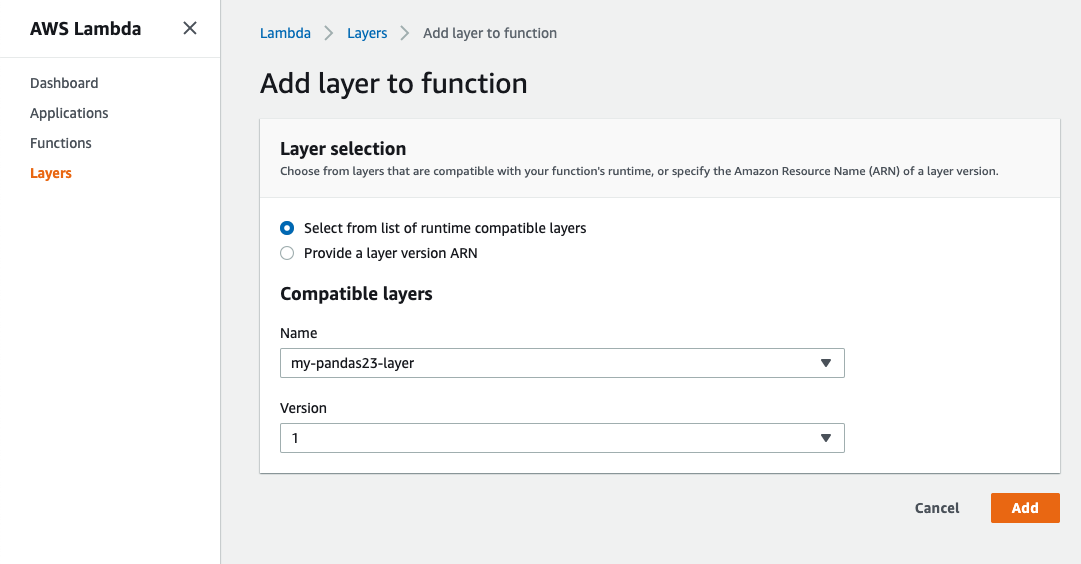 AWS Lambda
Dashboard
Applications
Functions
Layers
Lambda Layers Add layer to function
Add layer to function
Layer selection
Choose from layers that are compatible with your function's runtime, or specify the Amazon Resource Name (ARN) of a layer version.
Select from list of runtime compatible layers
Provide a layer version ARN
Compatible layers
Name
my-pandas23-layer
Version
1
Cancel Add